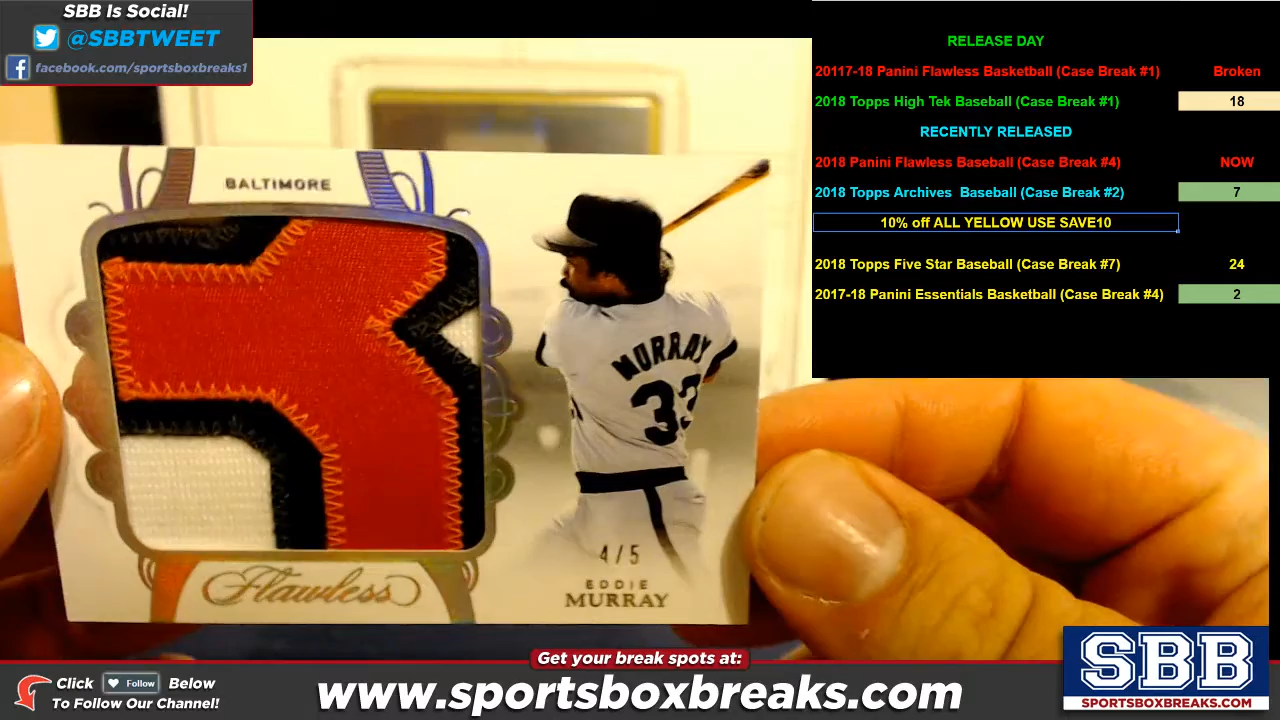 SBB Is Social!
@SBBTWEET
facebook.com/sportsboxbreaks1
RELEASE DAY
20117-18 Panini Flawless Basketball (Case Break #1) Broken
2018 Topps High Tek Baseball (Case Break #1) 18
RECENTLY RELEASED
2018 Panini Flawless Baseball (Case Break #4) NOW
2018 Topps Archives Baseball (Case Break #2) 7
10% off ALL YELLOW USE SAVE10
2018 Topps Five Star Baseball (Case Break #7) 24
2017-18 Panini Essentials Basketball (Case Break #4) 2
BALTIMORE
MURRAY
33
4/5
EDDIE
MURRAY
Flawless
Get your break spots at:
Click Follow Below
To Follow Our Channel!
www.sportsboxbreaks.com
SBB
SPORTSBOXBREAKS.COM